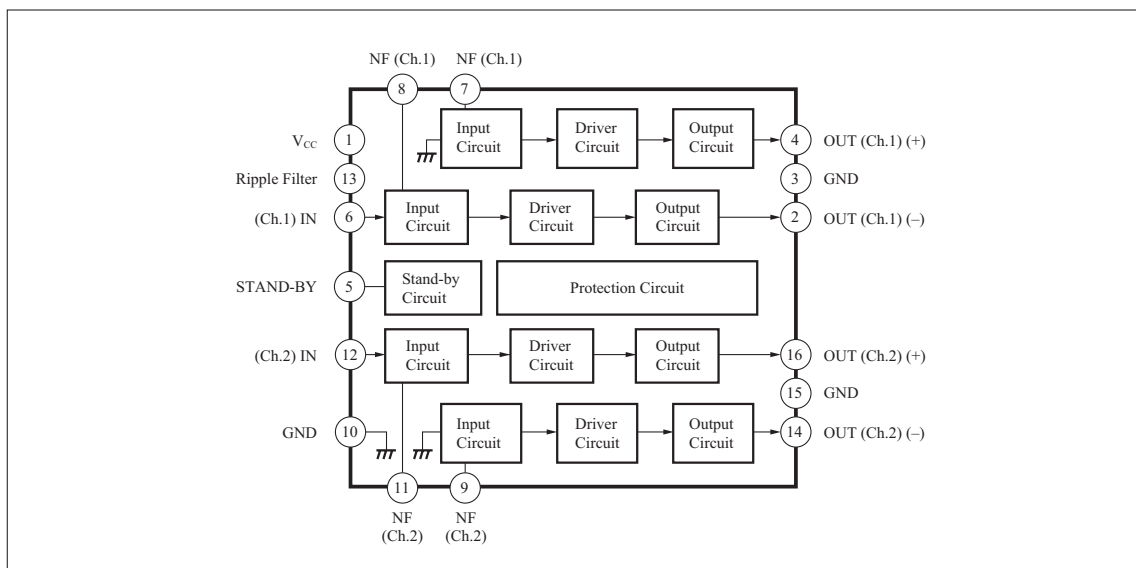 NF (Ch.1)
NF (Ch.1)
8
7
Input
Circuit
Driver
Circuit
Output
Circuit
VCC
1
4
OUT (Ch.1) (+)
Ripple Filter
13
3
GND
(Ch.1) IN
6
Input
Circuit
Driver
Circuit
Output
Circuit
2
OUT (Ch.1) (–)
STAND-BY
5
Stand-by
Circuit
Protection Circuit
(Ch.2) IN
12
Input
Circuit
Driver
Circuit
Output
Circuit
16
OUT (Ch.2) (+)
15
GND
GND
10
Input
Circuit
Driver
Circuit
Output
Circuit
14
OUT (Ch.2) (–)
11
9
NF
(Ch.2)
NF
(Ch.2)